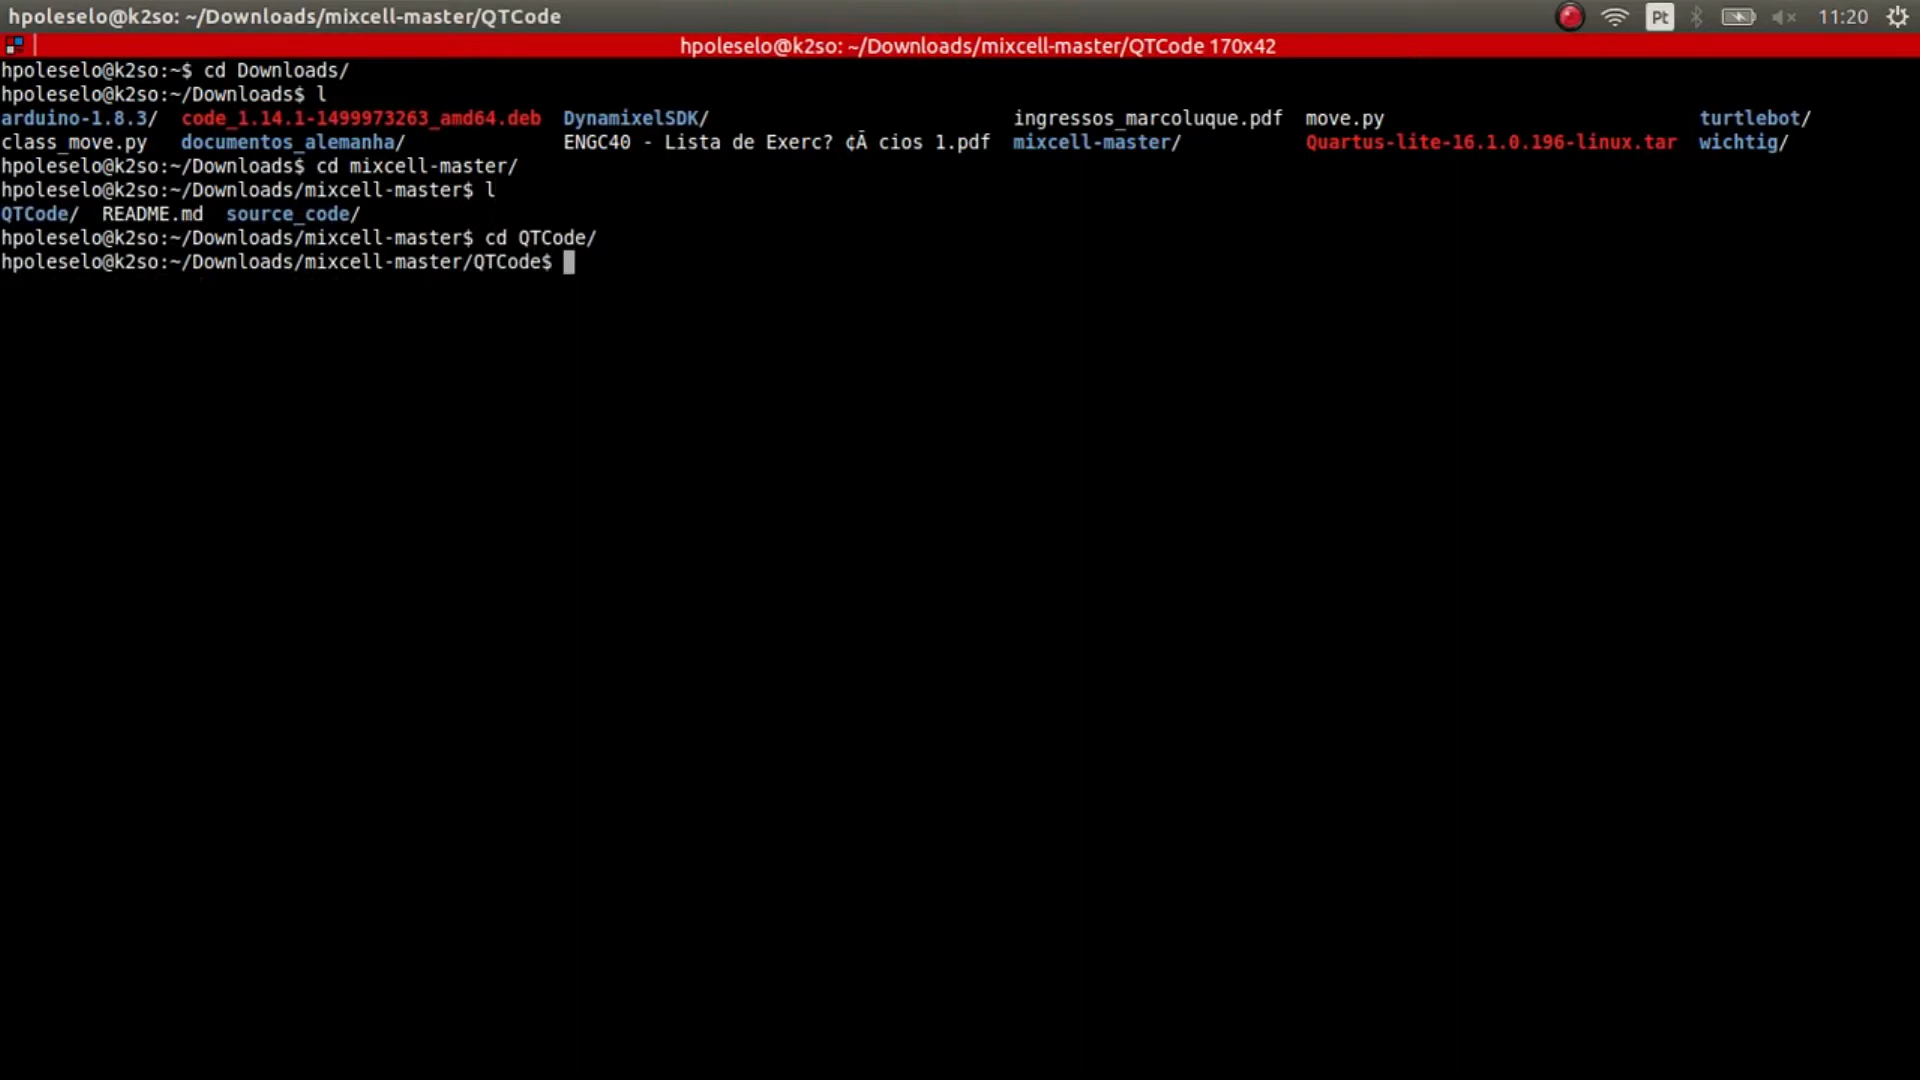 hpoleselo@k2so: ~/Downloads/mixcell-master/QTCode
Pt
11:20
hpoleselo@k2so: ~/Downloads/mixcell-master/QTCode 170x42
hpoleselo@k2so:~$ cd Downloads/
hpoleselo@k2so:~/Downloads$ l
arduino-1.8.3/ code_1.14.1-1499973263_amd64.deb DynamixelSDK/ ingressos_marcoluque.pdf move.py turtlebot/
class_move.py documentos_alemanha/ ENGC40 - Lista de Exerc? ¢Ã cios 1.pdf mixcell-master/ Quartus-lite-16.1.0.196-linux.tar wichtig/
hpoleselo@k2so:~/Downloads$ cd mixcell-master/
hpoleselo@k2so:~/Downloads/mixcell-master$ l
QTCode/ README.md source_code/
hpoleselo@k2so:~/Downloads/mixcell-master$ cd QTCode/
hpoleselo@k2so:~/Downloads/mixcell-master/QTCode$